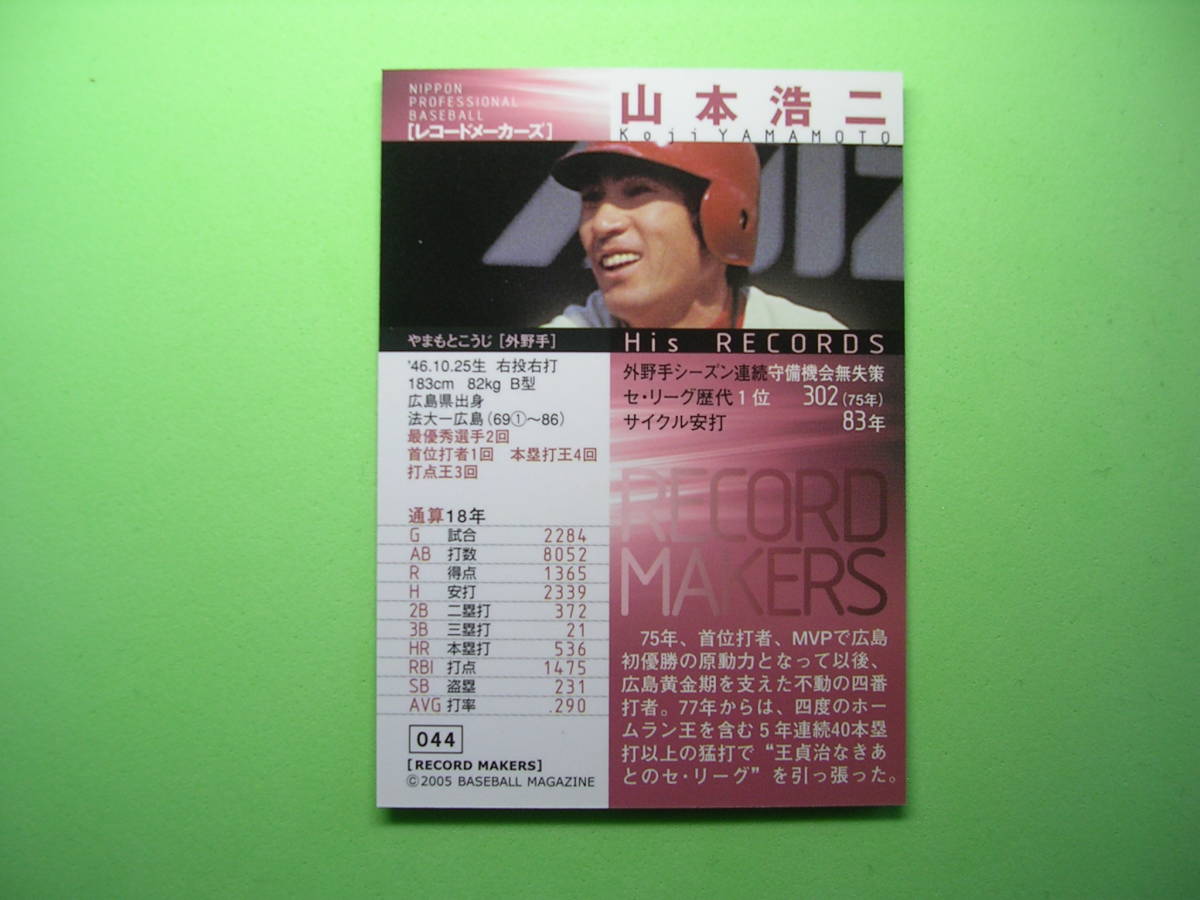 NIPPON
PROFESSIONAL
BASEBALL
[レコードメーカーズ]
山本浩二
Koji YAMAMOTO
やまもとこうじ [外野手]
'46.10.25生 右投右打
183cm 82kg B型
広島県出身
法大ー広島(69①〜86)
最優秀選手2回
首位打者1回 本塁打王4回
打点王3回
通算18年
G 試合 2284
AB 打数 8052
R 得点 1365
H 安打 2339
2B 二塁打 372
3B 三塁打 21
HR 本塁打 536
RBI 打点 1475
SB 盗塁 231
AVG 打率 .290
044
[RECORD MAKERS]
©2005 BASEBALL MAGAZINE
His RECORDS
外野手シーズン連続守備機会無失策
セ・リーグ歴代1位 302(75年)
サイクル安打 83年
RECORD
MAKERS
75年、首位打者、MVPで広島
初優勝の原動力となって以後、
広島黄金期を支えた不動の四番
打者。77年からは、四度のホー
ムラン王を含む5年連続40本塁
打以上の猛打で“王貞治なきあ
とのセ・リーグ”を引っ張った。